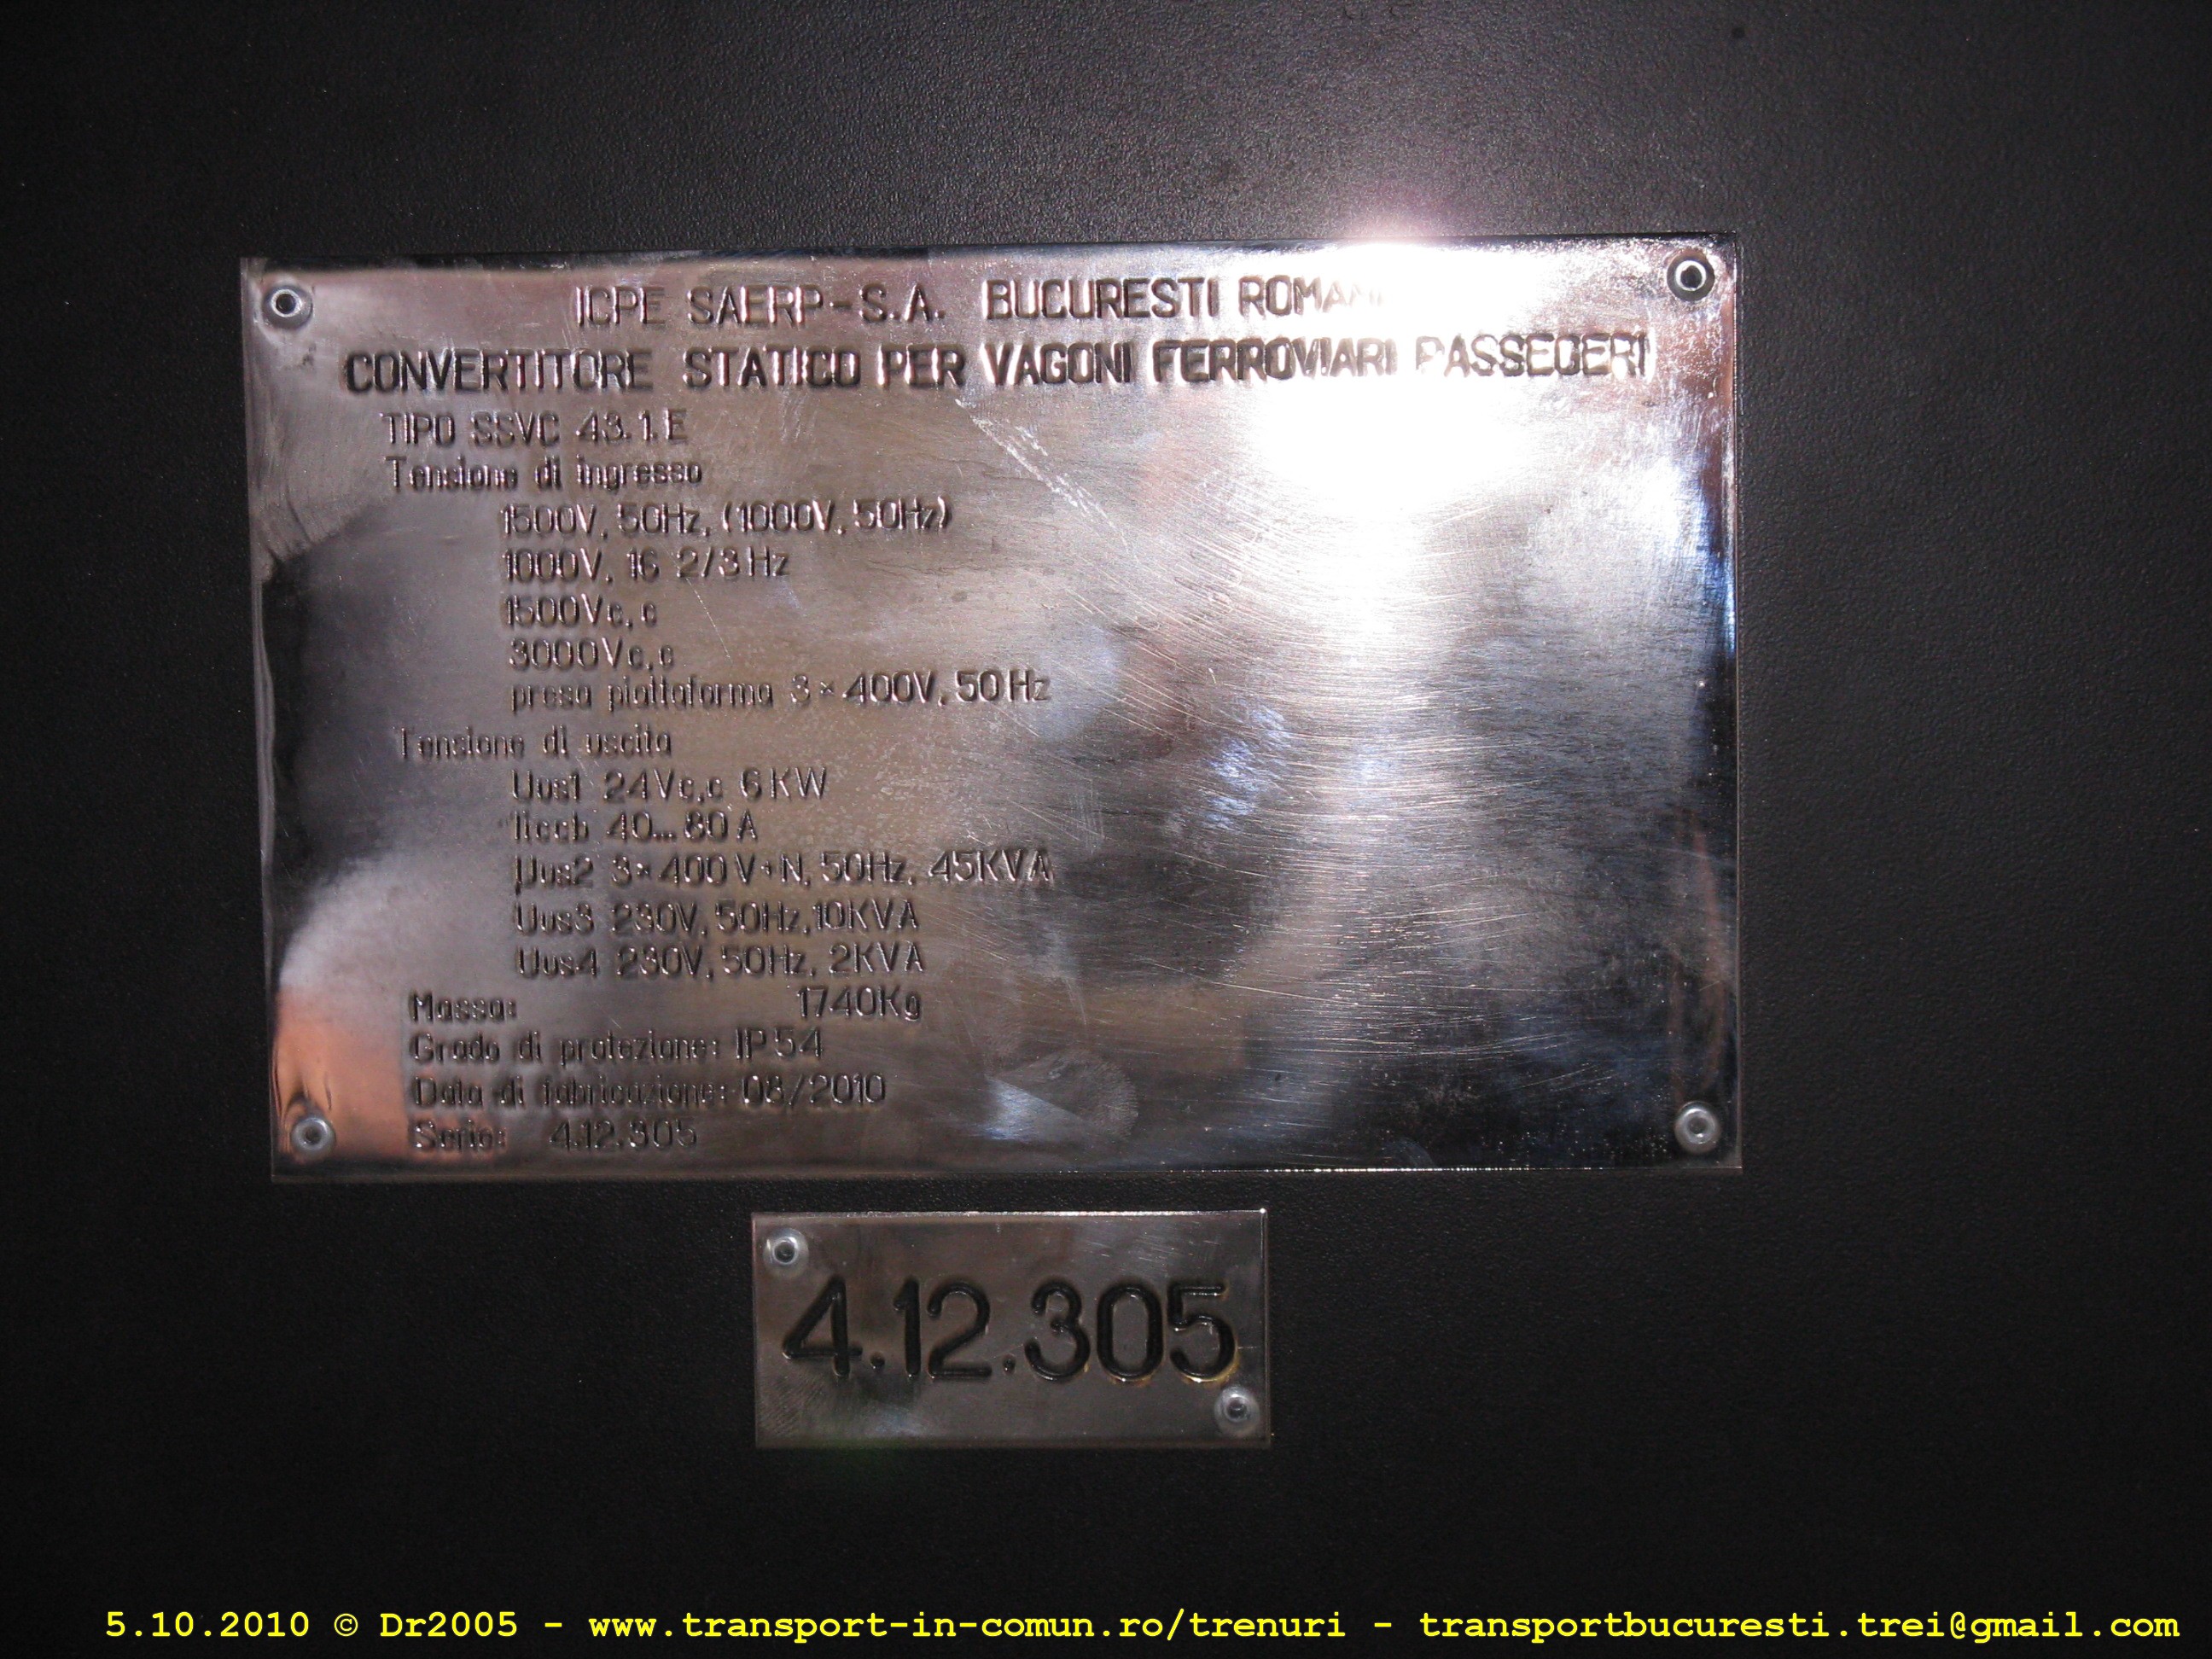 ICPE SAERP-S.A. BUCURESTI
CONVERTITORE STATICO PER VAGONI FERROVIARI PASSEGERI
TIPO SSVC 43.1.E
Tensione di ingresso
1500V, 50Hz, (1000V, 50Hz)
1000V, 16 2/3 Hz
1500Vc.c
3000Vc.c
presa piattaforma 3×400V, 50Hz
Tensione di uscita
Uus1 24Vc.c 6KW
40...80 A
Uus2 3×400V+N, 50Hz, 45KVA
Uus3 230V, 50Hz, 10KVA
Uus4 230V, 50Hz, 2KVA
Massa: 1740Kg
Grado di protezione: IP54
Data di fabricazione: 08/2010
Serie: 4.12.305
4.12.305
5.10.2010 © Dr2005 - www.transport-in-comun.ro/trenuri - transportbucuresti.trei@gmail.com